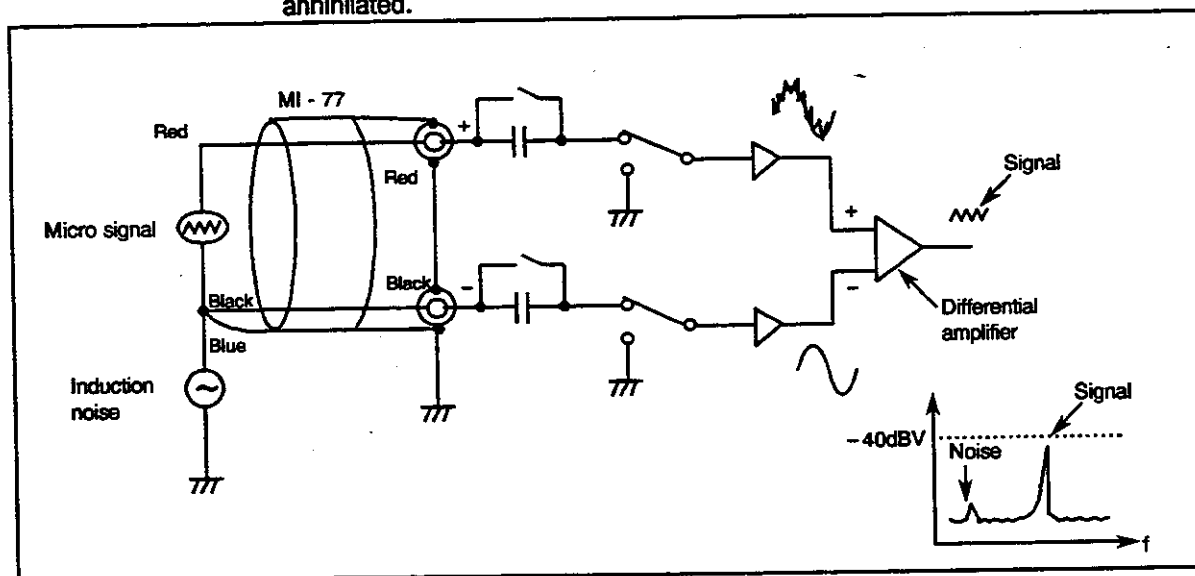 annihilated.
MI - 77
Red
+
Red
Signal
Micro signal
+
Black
Black
-
-
Differential
amplifier
Blue
Induction
noise
Signal
-40dBV
Noise
f